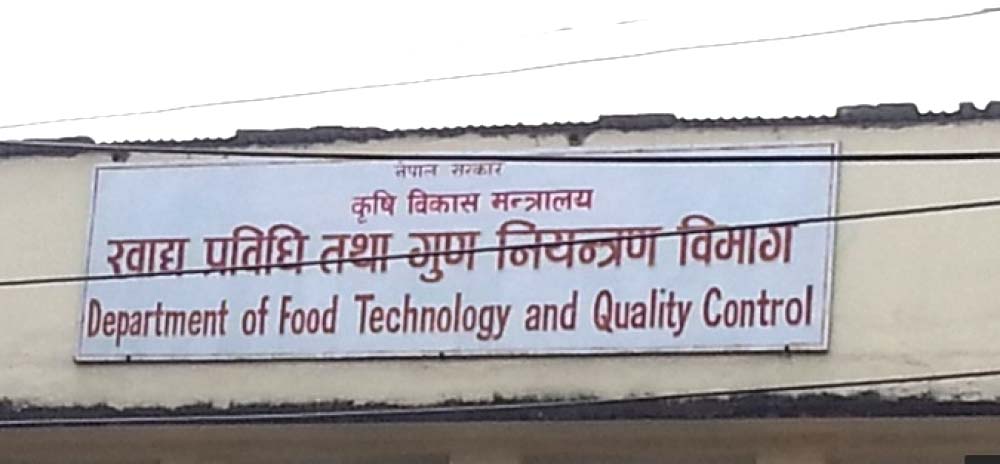 नेपाल सरकार
कृषि विकास मन्त्रालय
खाद्य प्रविधि तथा गुण नियन्त्रण विभाग
Department of Food Technology and Quality Control